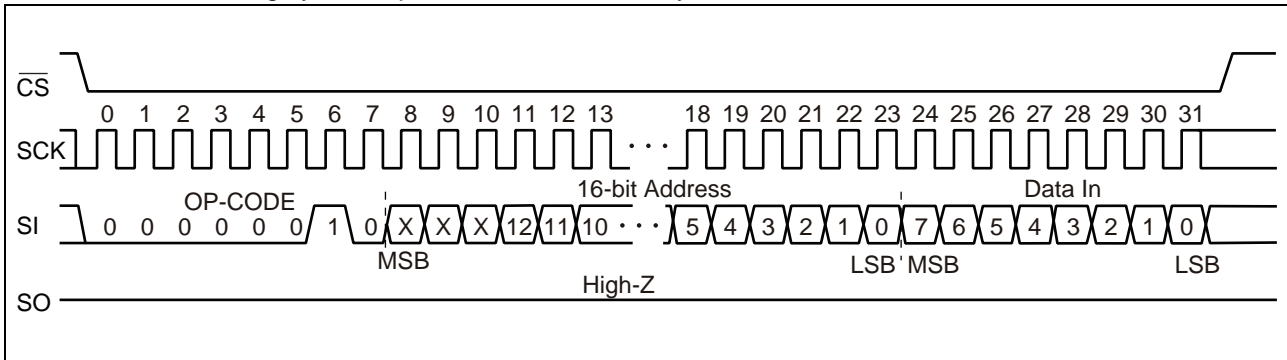 CS
0 1 2 3 4 5 6 7 8 9 10 11 12 13 18 19 20 21 22 23 24 25 26 27 28 29 30 31
SCK
OP-CODE 16-bit Address Data In
SI 0 0 0 0 0 0 1 0 X X X 12 11 10 ··· 5 4 3 2 1 0 7 6 5 4 3 2 1 0
MSB LSB MSB LSB
High-Z
SO